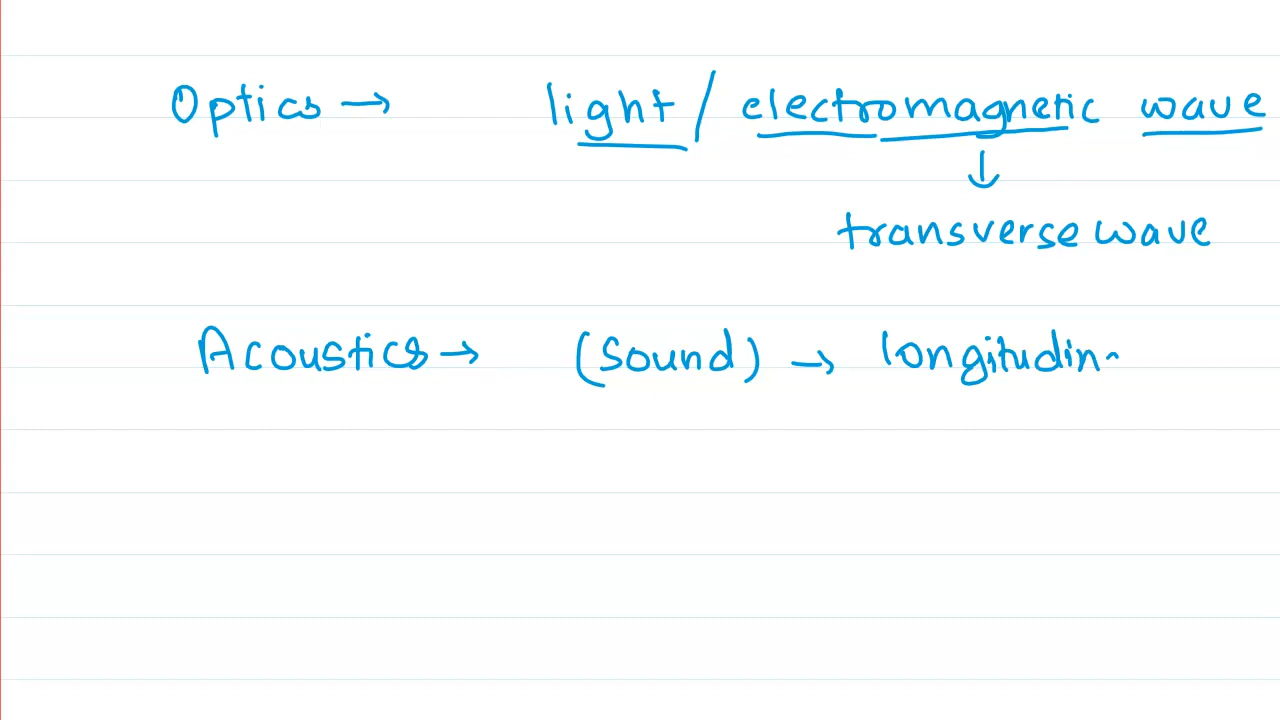 Optics → light / electromagnetic wave
↓
transverse wave
Acoustics → (Sound) → longitudin